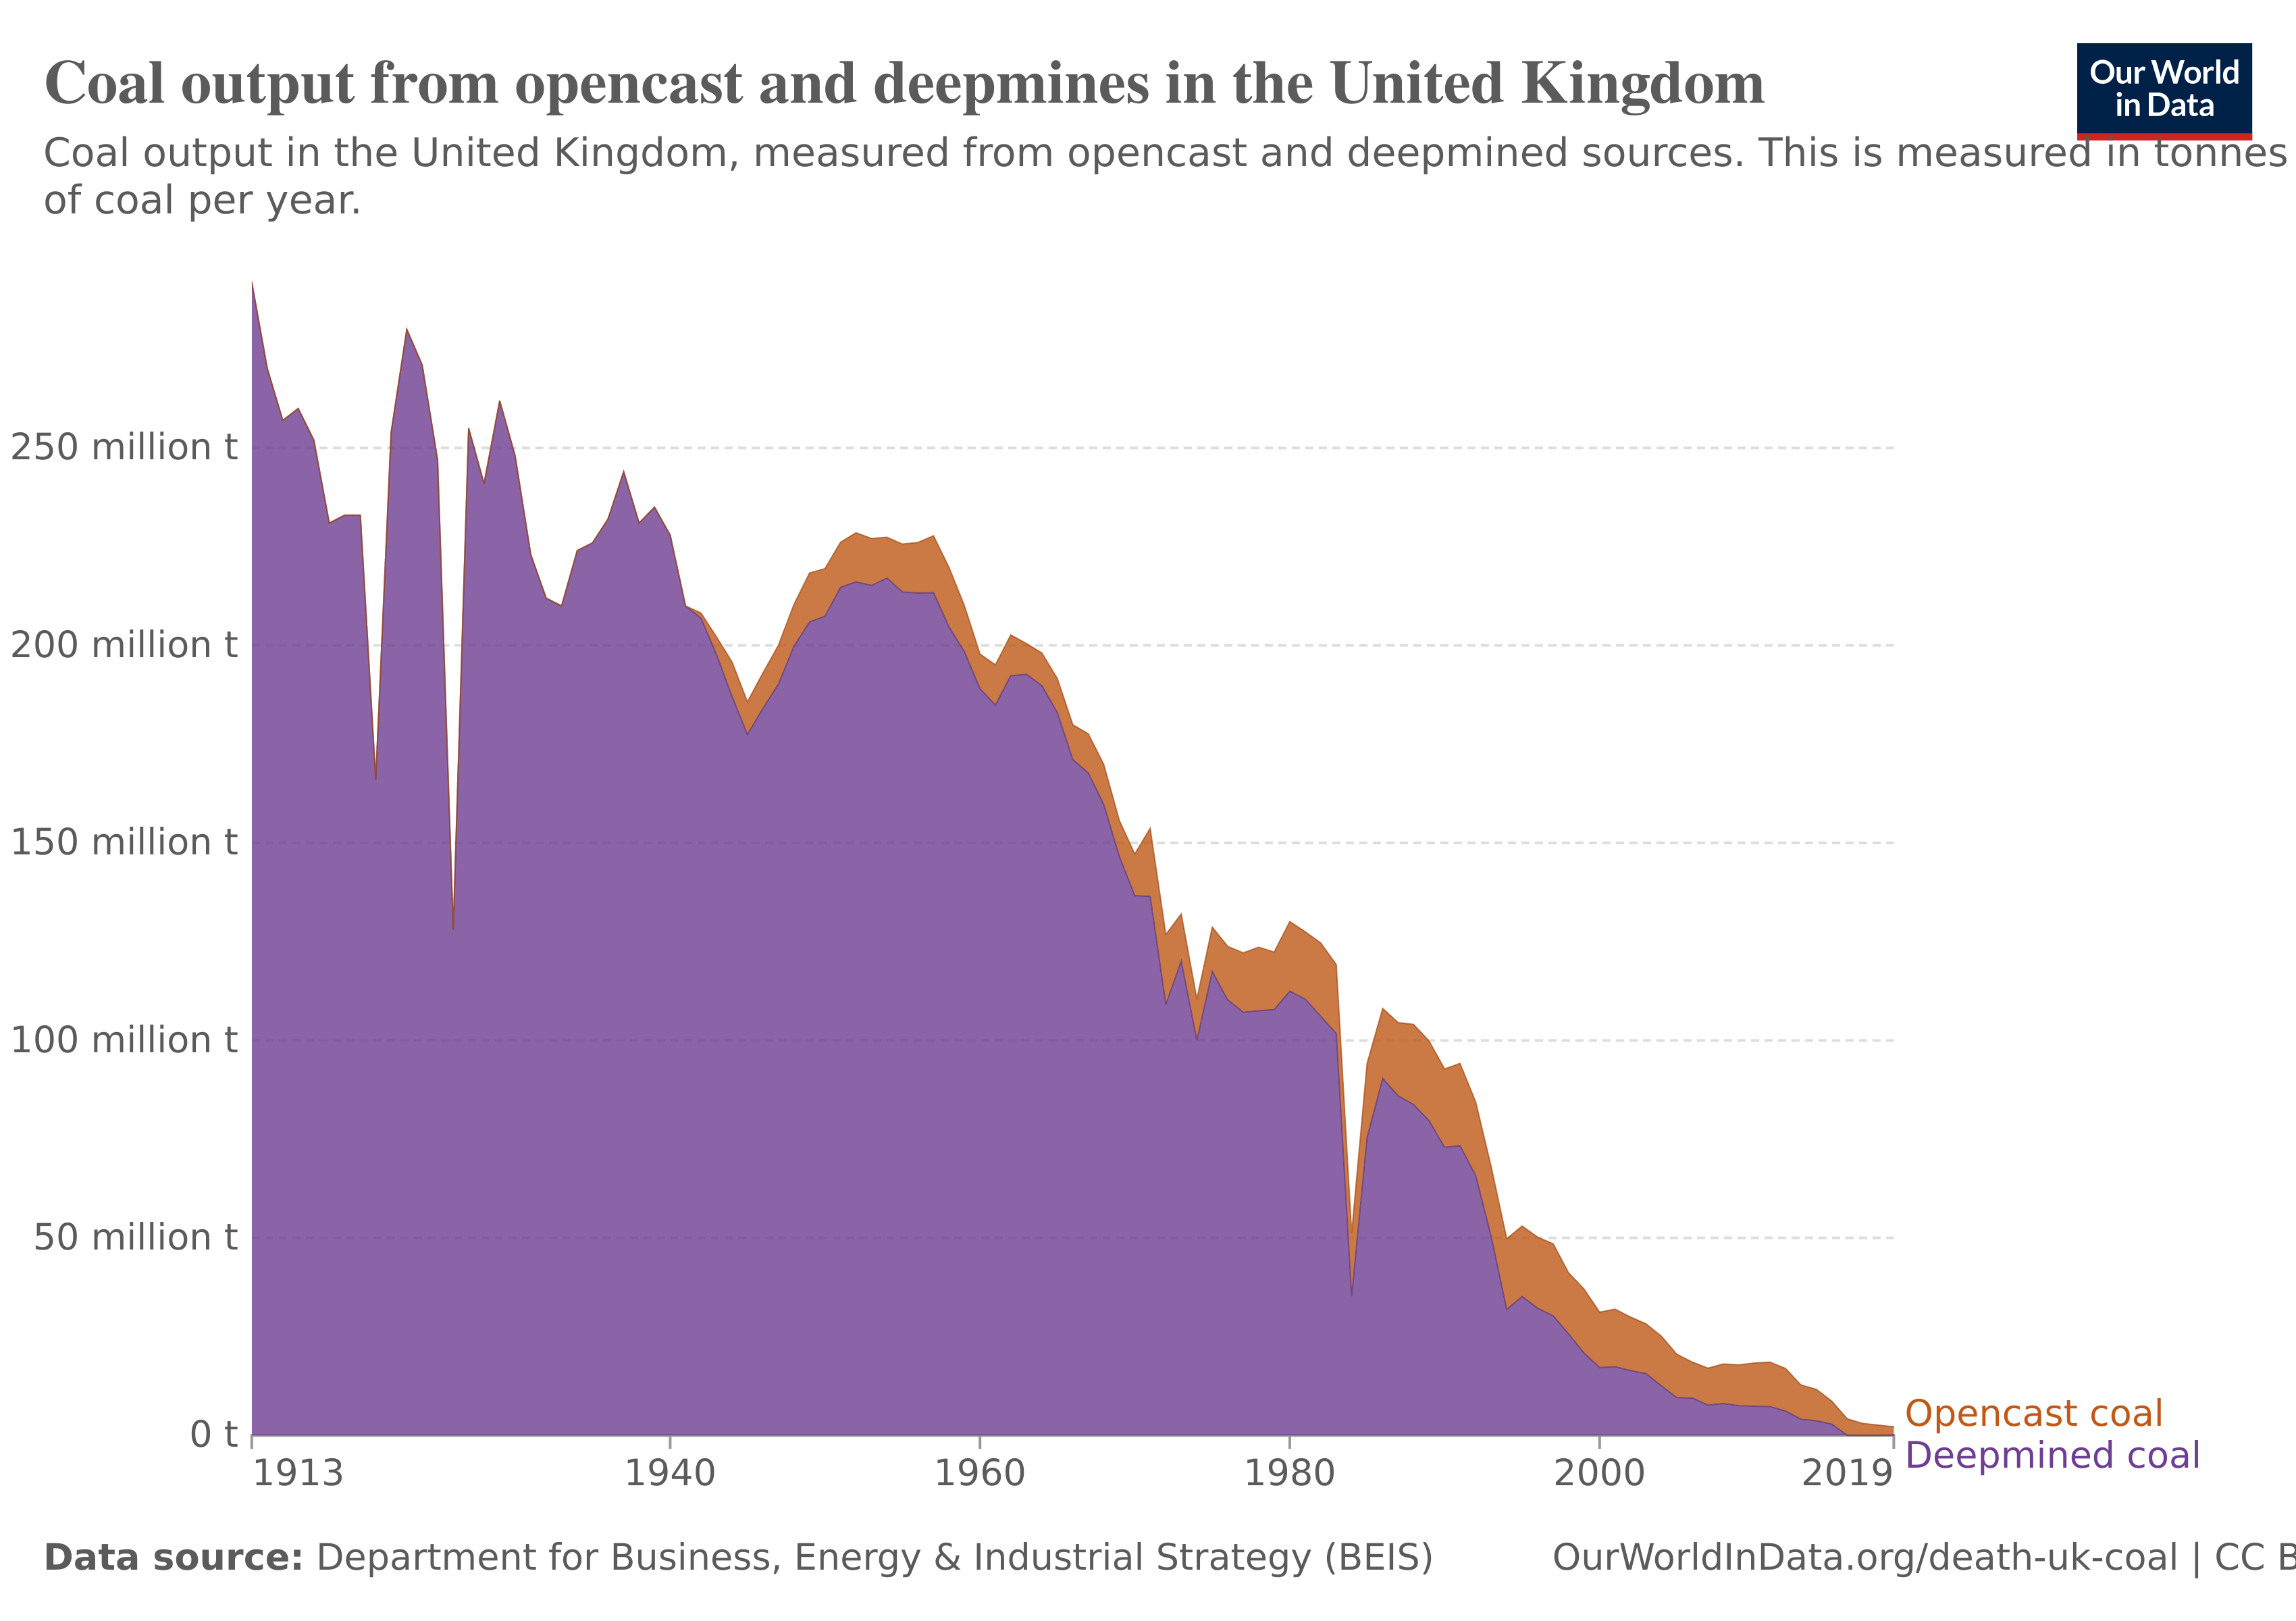 Coal output from opencast and deepmines in the United Kingdom
Our World
in Data
Coal output in the United Kingdom, measured from opencast and deepmined sources. This is measured in tonnes
of coal per year.
250 million t
200 million t
150 million t
100 million t
50 million t
0 t
Opencast coal
Deepmined coal
1913 1940 1960 1980 2000 2019
Data source: Department for Business, Energy & Industrial Strategy (BEIS) OurWorldInData.org/death-uk-coal | CC B